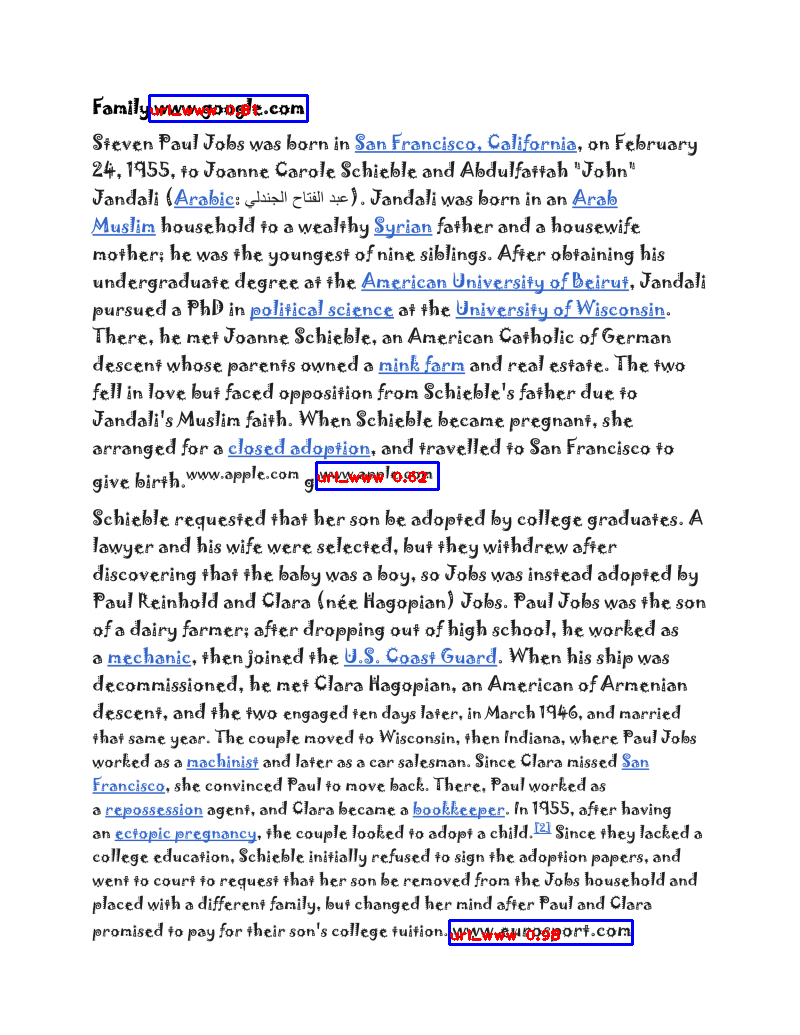 Family www.google.com
url_www 0.81
Steven Paul Jobs was born in San Francisco, California, on February
24, 1955, to Joanne Carole Schieble and Abdulfattah "John"
Jandali (Arabic: عبد الفتاح الجندلي). Jandali was born in an Arab
Muslim household to a wealthy Syrian father and a housewife
mother; he was the youngest of nine siblings. After obtaining his
undergraduate degree at the American University of Beirut, Jandali
pursued a PhD in political science at the University of Wisconsin.
There, he met Joanne Schieble, an American Catholic of German
descent whose parents owned a mink farm and real estate. The two
fell in love but faced opposition from Schieble's father due to
Jandali's Muslim faith. When Schieble became pregnant, she
arranged for a closed adoption, and travelled to San Francisco to
give birth.www.apple.com g www.apple.com
url_www 0.62
Schieble requested that her son be adopted by college graduates. A
lawyer and his wife were selected, but they withdrew after
discovering that the baby was a boy, so Jobs was instead adopted by
Paul Reinhold and Clara (née Hagopian) Jobs. Paul Jobs was the son
of a dairy farmer; after dropping out of high school, he worked as
a mechanic, then joined the U.S. Coast Guard. When his ship was
decommissioned, he met Clara Hagopian, an American of Armenian
descent, and the two engaged ten days later, in March 1946, and married
that same year. The couple moved to Wisconsin, then Indiana, where Paul Jobs
worked as a machinist and later as a car salesman. Since Clara missed San
Francisco, she convinced Paul to move back. There, Paul worked as
a repossession agent, and Clara became a bookkeeper. In 1955, after having
an ectopic pregnancy, the couple looked to adopt a child.[2] Since they lacked a
college education, Schieble initially refused to sign the adoption papers, and
went to court to request that her son be removed from the Jobs household and
placed with a different family, but changed her mind after Paul and Clara
promised to pay for their son's college tuition. www.eurosport.com
url_www 0.98